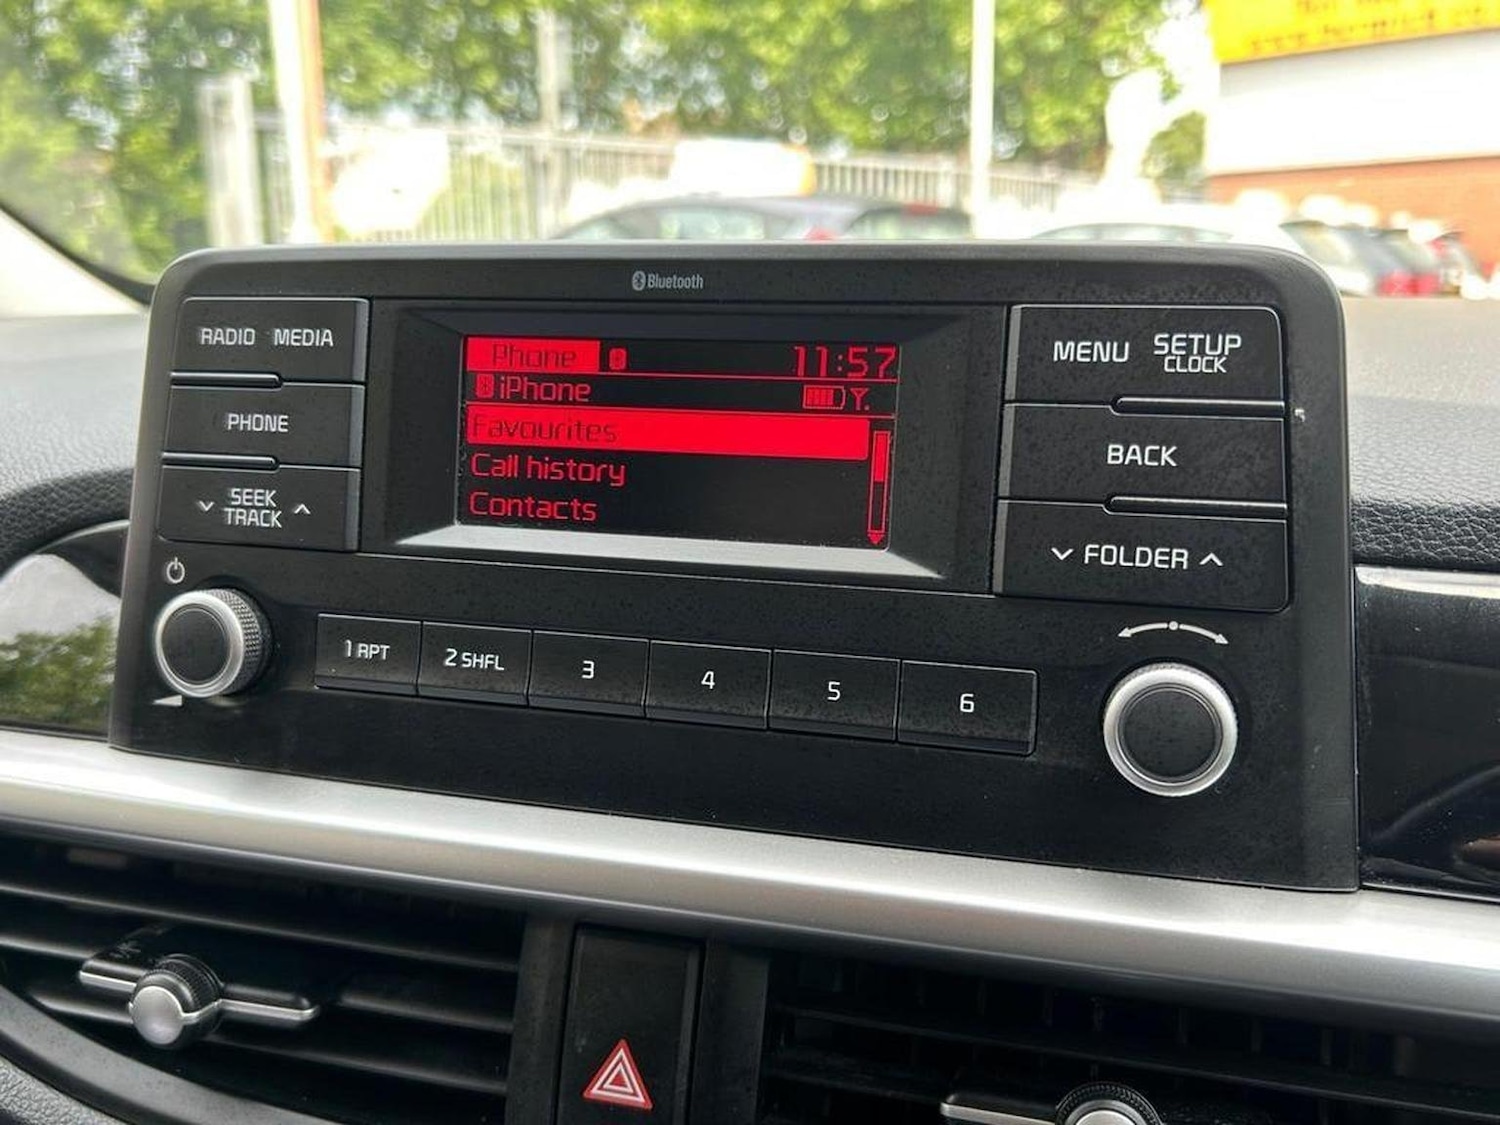 Bluetooth
RADIO MEDIA
PHONE
SEEK
TRACK
Phone 11:57
iPhone
Favourites
Call history
Contacts
MENU SETUP
CLOCK
BACK
FOLDER
1 RPT
2 SHFL
3
4
5
6